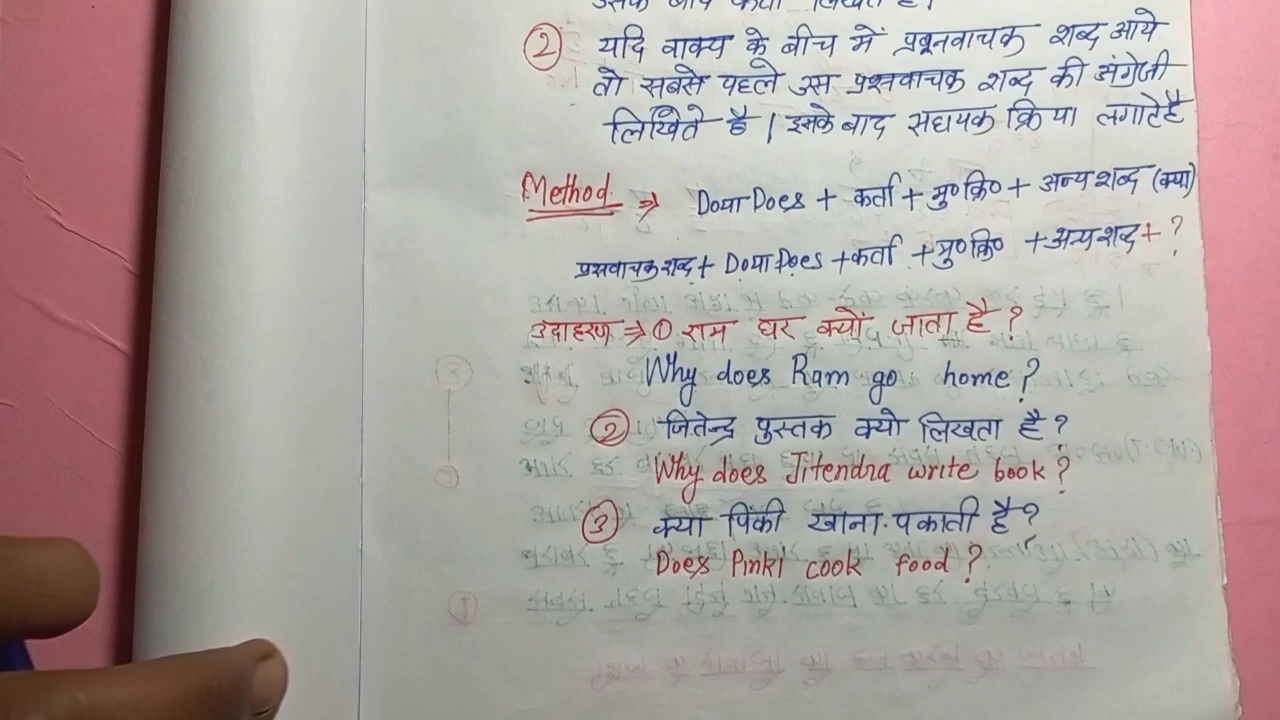 उसके बाद कर्ता लिखते है।
② यदि वाक्य के बीच में प्रश्नवाचक शब्द आये
तो सबसे पहले उस प्रश्नवाचक शब्द की अंग्रेजी
लिखिते है। इसके बाद सहायक क्रिया लगाते है
Method ⇒ Do या Does + कर्ता + मु० क्रि० + अन्य शब्द (क्या)
प्रश्नवाचक शब्द + Do या Does + कर्ता + मु० क्रि० + अन्य शब्द + ?
उदाहरण ⇒ ① राम घर क्यों जाता है ?
Why does Ram go home ?
② जितेन्द्र पुस्तक क्यो लिखता है ?
Why does Jitendra write book ?
③ क्या पिंकी खाना पकाती है ?
Does Pinki cook food ?